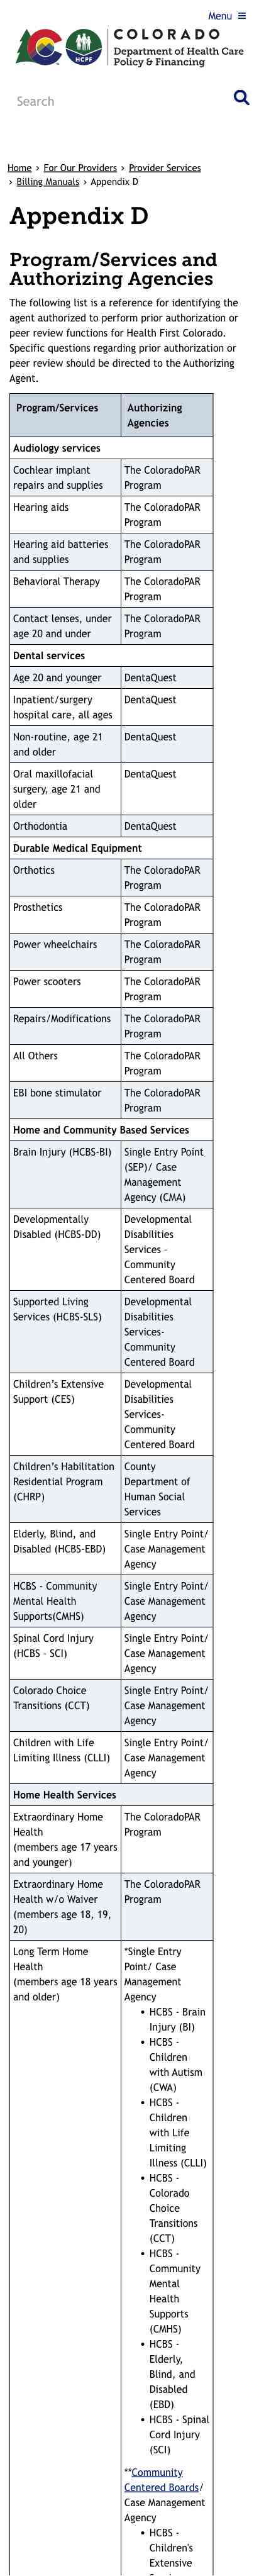 Menu ≡
COLORADO
Department of Health Care
Policy & Financing
HCPF
Search
Home › For Our Providers › Provider Services
› Billing Manuals › Appendix D
Appendix D
Program/Services and
Authorizing Agencies
The following list is a reference for identifying the
agent authorized to perform prior authorization or
peer review functions for Health First Colorado.
Specific questions regarding prior authorization or
peer review should be directed to the Authorizing
Agent.
Program/Services
Authorizing
Agencies
Audiology services
Cochlear implant
repairs and supplies
The ColoradoPAR
Program
Hearing aids
The ColoradoPAR
Program
Hearing aid batteries
and supplies
The ColoradoPAR
Program
Behavioral Therapy
The ColoradoPAR
Program
Contact lenses, under
age 20 and under
The ColoradoPAR
Program
Dental services
Age 20 and younger
DentaQuest
Inpatient/surgery
hospital care, all ages
DentaQuest
Non-routine, age 21
and older
DentaQuest
Oral maxillofacial
surgery, age 21 and
older
DentaQuest
Orthodontia
DentaQuest
Durable Medical Equipment
Orthotics
The ColoradoPAR
Program
Prosthetics
The ColoradoPAR
Program
Power wheelchairs
The ColoradoPAR
Program
Power scooters
The ColoradoPAR
Program
Repairs/Modifications
The ColoradoPAR
Program
All Others
The ColoradoPAR
Program
EBI bone stimulator
The ColoradoPAR
Program
Home and Community Based Services
Brain Injury (HCBS-BI)
Single Entry Point
(SEP)/ Case
Management
Agency (CMA)
Developmentally
Disabled (HCBS-DD)
Developmental
Disabilities
Services –
Community
Centered Board
Supported Living
Services (HCBS-SLS)
Developmental
Disabilities
Services-
Community
Centered Board
Children’s Extensive
Support (CES)
Developmental
Disabilities
Services-
Community
Centered Board
Children’s Habilitation
Residential Program
(CHRP)
County
Department of
Human Social
Services
Elderly, Blind, and
Disabled (HCBS-EBD)
Single Entry Point/
Case Management
Agency
HCBS - Community
Mental Health
Supports(CMHS)
Single Entry Point/
Case Management
Agency
Spinal Cord Injury
(HCBS – SCI)
Single Entry Point/
Case Management
Agency
Colorado Choice
Transitions (CCT)
Single Entry Point/
Case Management
Agency
Children with Life
Limiting Illness (CLLI)
Single Entry Point/
Case Management
Agency
Home Health Services
Extraordinary Home
Health
(members age 17 years
and younger)
The ColoradoPAR
Program
Extraordinary Home
Health w/o Waiver
(members age 18, 19,
20)
The ColoradoPAR
Program
Long Term Home
Health
(members age 18 years
and older)
*Single Entry
Point/ Case
Management
Agency
• HCBS - Brain
Injury (BI)
• HCBS -
Children
with Autism
(CWA)
• HCBS -
Children
with Life
Limiting
Illness (CLLI)
• HCBS -
Colorado
Choice
Transitions
(CCT)
• HCBS -
Community
Mental
Health
Supports
(CMHS)
• HCBS -
Elderly,
Blind, and
Disabled
(EBD)
• HCBS - Spinal
Cord Injury
(SCI)
**Community
Centered Boards/
Case Management
Agency
• HCBS -
Children's
Extensive